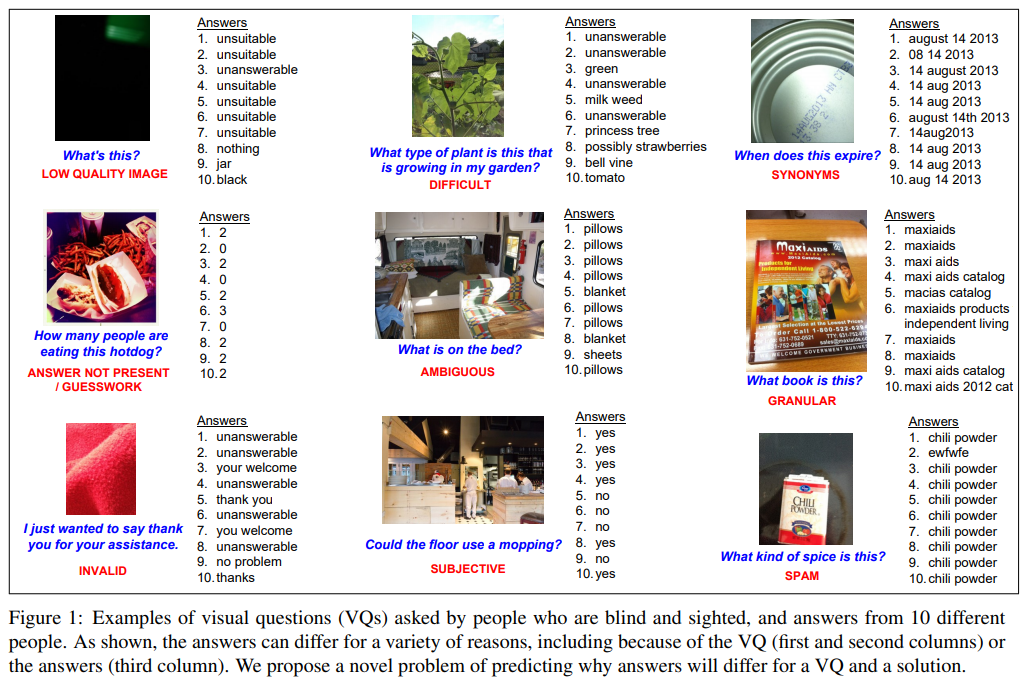 What's this?
LOW QUALITY IMAGE
Answers
1. unsuitable
2. unsuitable
3. unanswerable
4. unsuitable
5. unsuitable
6. unsuitable
7. unsuitable
8. nothing
9. jar
10. black
What type of plant is this that
is growing in my garden?
DIFFICULT
Answers
1. unanswerable
2. unanswerable
3. green
4. unanswerable
5. milk weed
6. unanswerable
7. princess tree
8. possibly strawberries
9. bell vine
10. tomato
14AUG2013
When does this expire?
SYNONYMS
Answers
1. august 14 2013
2. 08 14 2013
3. 14 august 2013
4. 14 aug 2013
5. 14 aug 2013
6. august 14th 2013
7. 14aug2013
8. 14 aug 2013
9. 14 aug 2013
10. aug 14 2013
How many people are
eating this hotdog?
ANSWER NOT PRESENT
/ GUESSWORK
Answers
1. 2
2. 0
3. 2
4. 0
5. 2
6. 3
7. 0
8. 2
9. 2
10. 2
What is on the bed?
AMBIGUOUS
Answers
1. pillows
2. pillows
3. pillows
4. pillows
5. blanket
6. pillows
7. pillows
8. blanket
9. sheets
10. pillows
MaxiAIDS
2012 Catalog
Products for
Independent Living
Largest Selection at the Lowest Prices
What book is this?
GRANULAR
Answers
1. maxiaids
2. maxiaids
3. maxi aids
4. maxi aids catalog
5. macias catalog
6. maxiaids products
independent living
7. maxiaids
8. maxiaids
9. maxi aids catalog
10. maxi aids 2012 cat
I just wanted to say thank
you for your assistance.
INVALID
Answers
1. unanswerable
2. unanswerable
3. your welcome
4. unanswerable
5. thank you
6. unanswerable
7. you welcome
8. unanswerable
9. no problem
10. thanks
Could the floor use a mopping?
SUBJECTIVE
Answers
1. yes
2. yes
3. yes
4. yes
5. no
6. no
7. no
8. yes
9. no
10. yes
CHILI
POWDER
What kind of spice is this?
SPAM
Answers
1. chili powder
2. ewfwfe
3. chili powder
4. chili powder
5. chili powder
6. chili powder
7. chili powder
8. chili powder
9. chili powder
10. chili powder
Figure 1: Examples of visual questions (VQs) asked by people who are blind and sighted, and answers from 10 different
people. As shown, the answers can differ for a variety of reasons, including because of the VQ (first and second columns) or
the answers (third column). We propose a novel problem of predicting why answers will differ for a VQ and a solution.